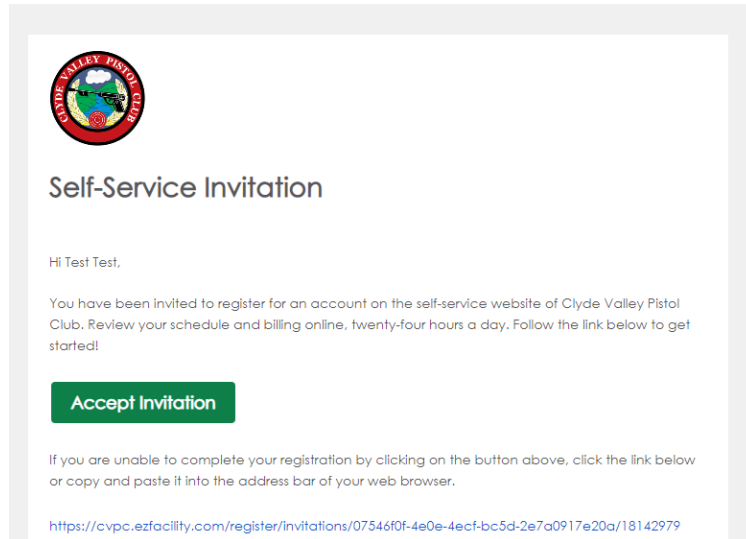 CLYDE VALLEY PISTOL CLUB
Self-Service Invitation
Hi Test Test,
You have been invited to register for an account on the self-service website of Clyde Valley Pistol
Club. Review your schedule and billing online, twenty-four hours a day. Follow the link below to get
started!
Accept Invitation
If you are unable to complete your registration by clicking on the button above, click the link below
or copy and paste it into the address bar of your web browser.
https://cvpc.ezfacility.com/register/invitations/07546f0f-4e0e-4ecf-bc5d-2e7a0917e20a/18142979